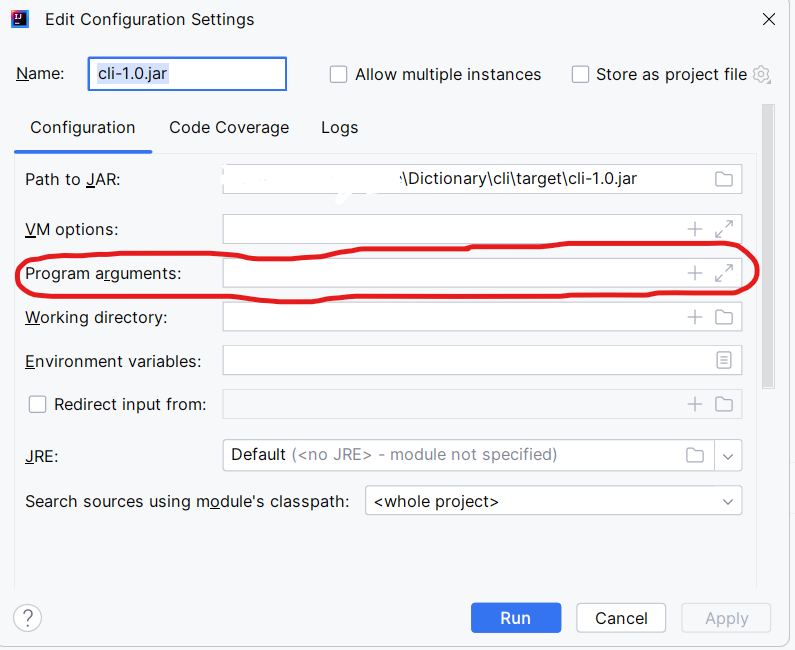 Edit Configuration Settings
Name: cli-1.0.jar Allow multiple instances Store as project file
Configuration Code Coverage Logs
Path to JAR: \Dictionary\cli\target\cli-1.0.jar
VM options:
Program arguments:
Working directory:
Environment variables:
Redirect input from:
JRE: Default (<no JRE> - module not specified)
Search sources using module's classpath: <whole project>
? Run Cancel Apply